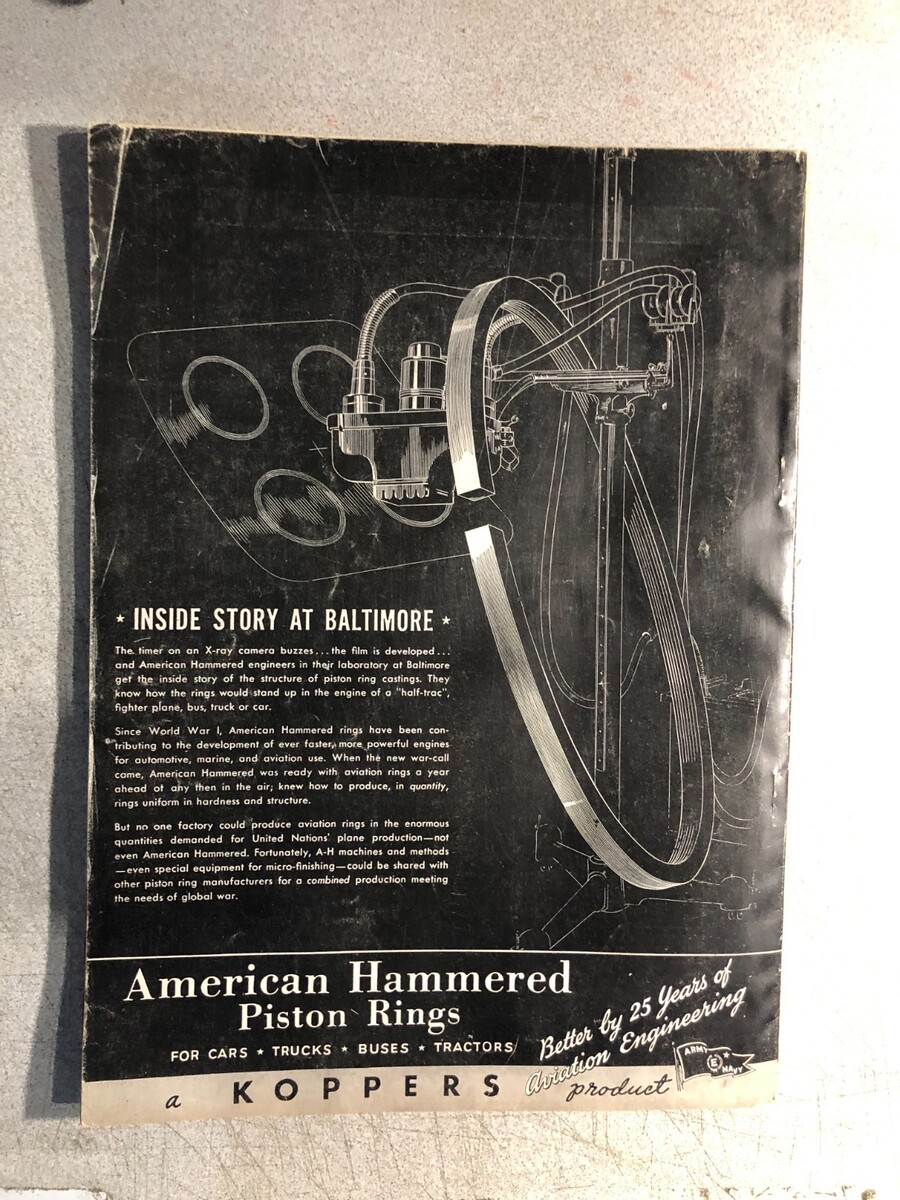 ★ INSIDE STORY AT BALTIMORE ★
The timer on an X-ray camera buzzes...the film is developed...
and American Hammered engineers in their laboratory at Baltimore
get the inside story of the structure of piston ring castings. They
know how the rings would stand up in the engine of a "half-trac",
fighter plane, bus, truck or car.
Since World War I, American Hammered rings have been con-
tributing to the development of ever faster, more powerful engines
for automotive, marine, and aviation use. When the new war-call
came, American Hammered was ready with aviation rings a year
ahead of any then in the air; knew how to produce, in quantity,
rings uniform in hardness and structure.
But no one factory could produce aviation rings in the enormous
quantities demanded for United Nations' plane production—not
even American Hammered. Fortunately, A-H machines and methods
—even special equipment for micro-finishing—could be shared with
other piston ring manufacturers for a combined production meeting
the needs of global war.
American Hammered
Piston Rings
FOR CARS ★ TRUCKS ★ BUSES ★ TRACTORS
Better by 25 Years of
Aviation Engineering
a KOPPERS product
ARMY
E
NAVY